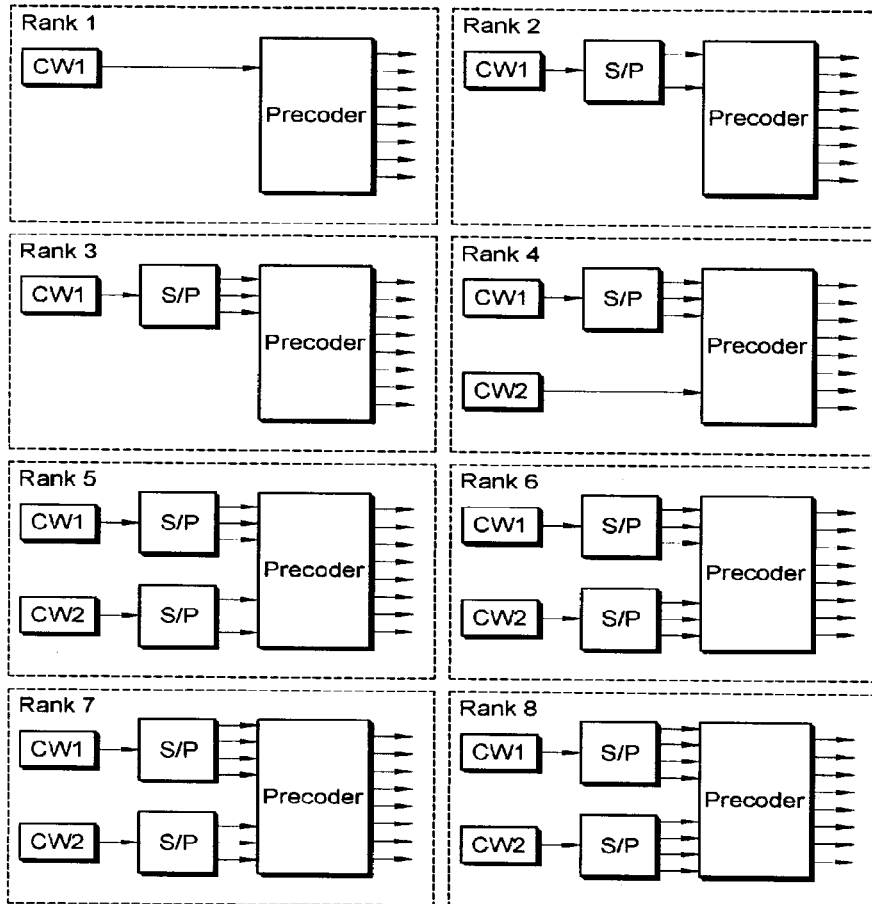 Rank 1
CW1
Precoder
Rank 2
CW1
S/P
Precoder
Rank 3
CW1
S/P
Precoder
Rank 4
CW1
S/P
Precoder
CW2
Rank 5
CW1
S/P
Precoder
CW2
S/P
Rank 6
CW1
S/P
Precoder
CW2
S/P
Rank 7
CW1
S/P
Precoder
CW2
S/P
Rank 8
CW1
S/P
Precoder
CW2
S/P